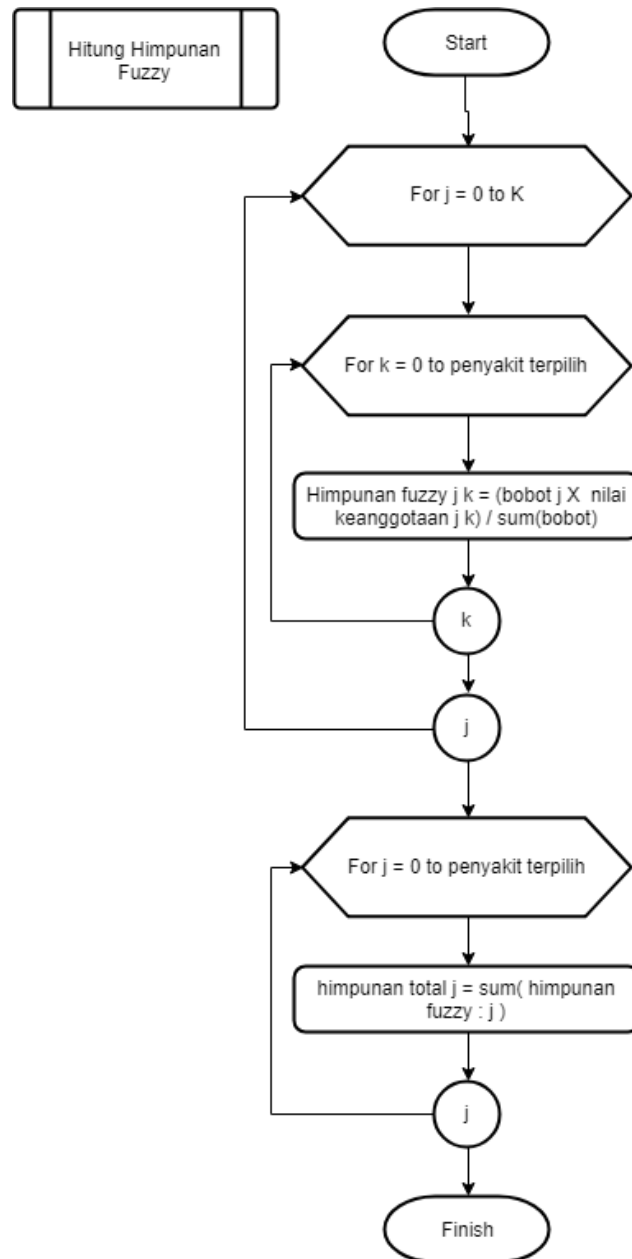 Hitung Himpunan
Fuzzy
Start
For j = 0 to K
For k = 0 to penyakit terpilih
Himpunan fuzzy j k = (bobot j X nilai
keanggotaan j k) / sum(bobot)
k
j
For j = 0 to penyakit terpilih
himpunan total j = sum( himpunan
fuzzy : j )
j
Finish